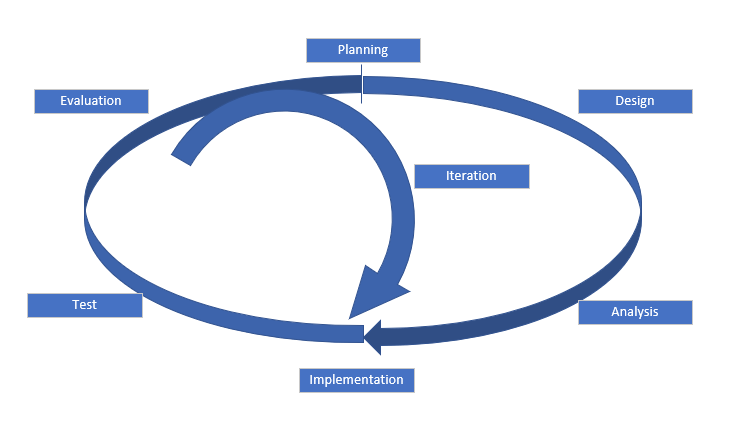 Planning
Evaluation
Design
Iteration
Test
Analysis
Implementation